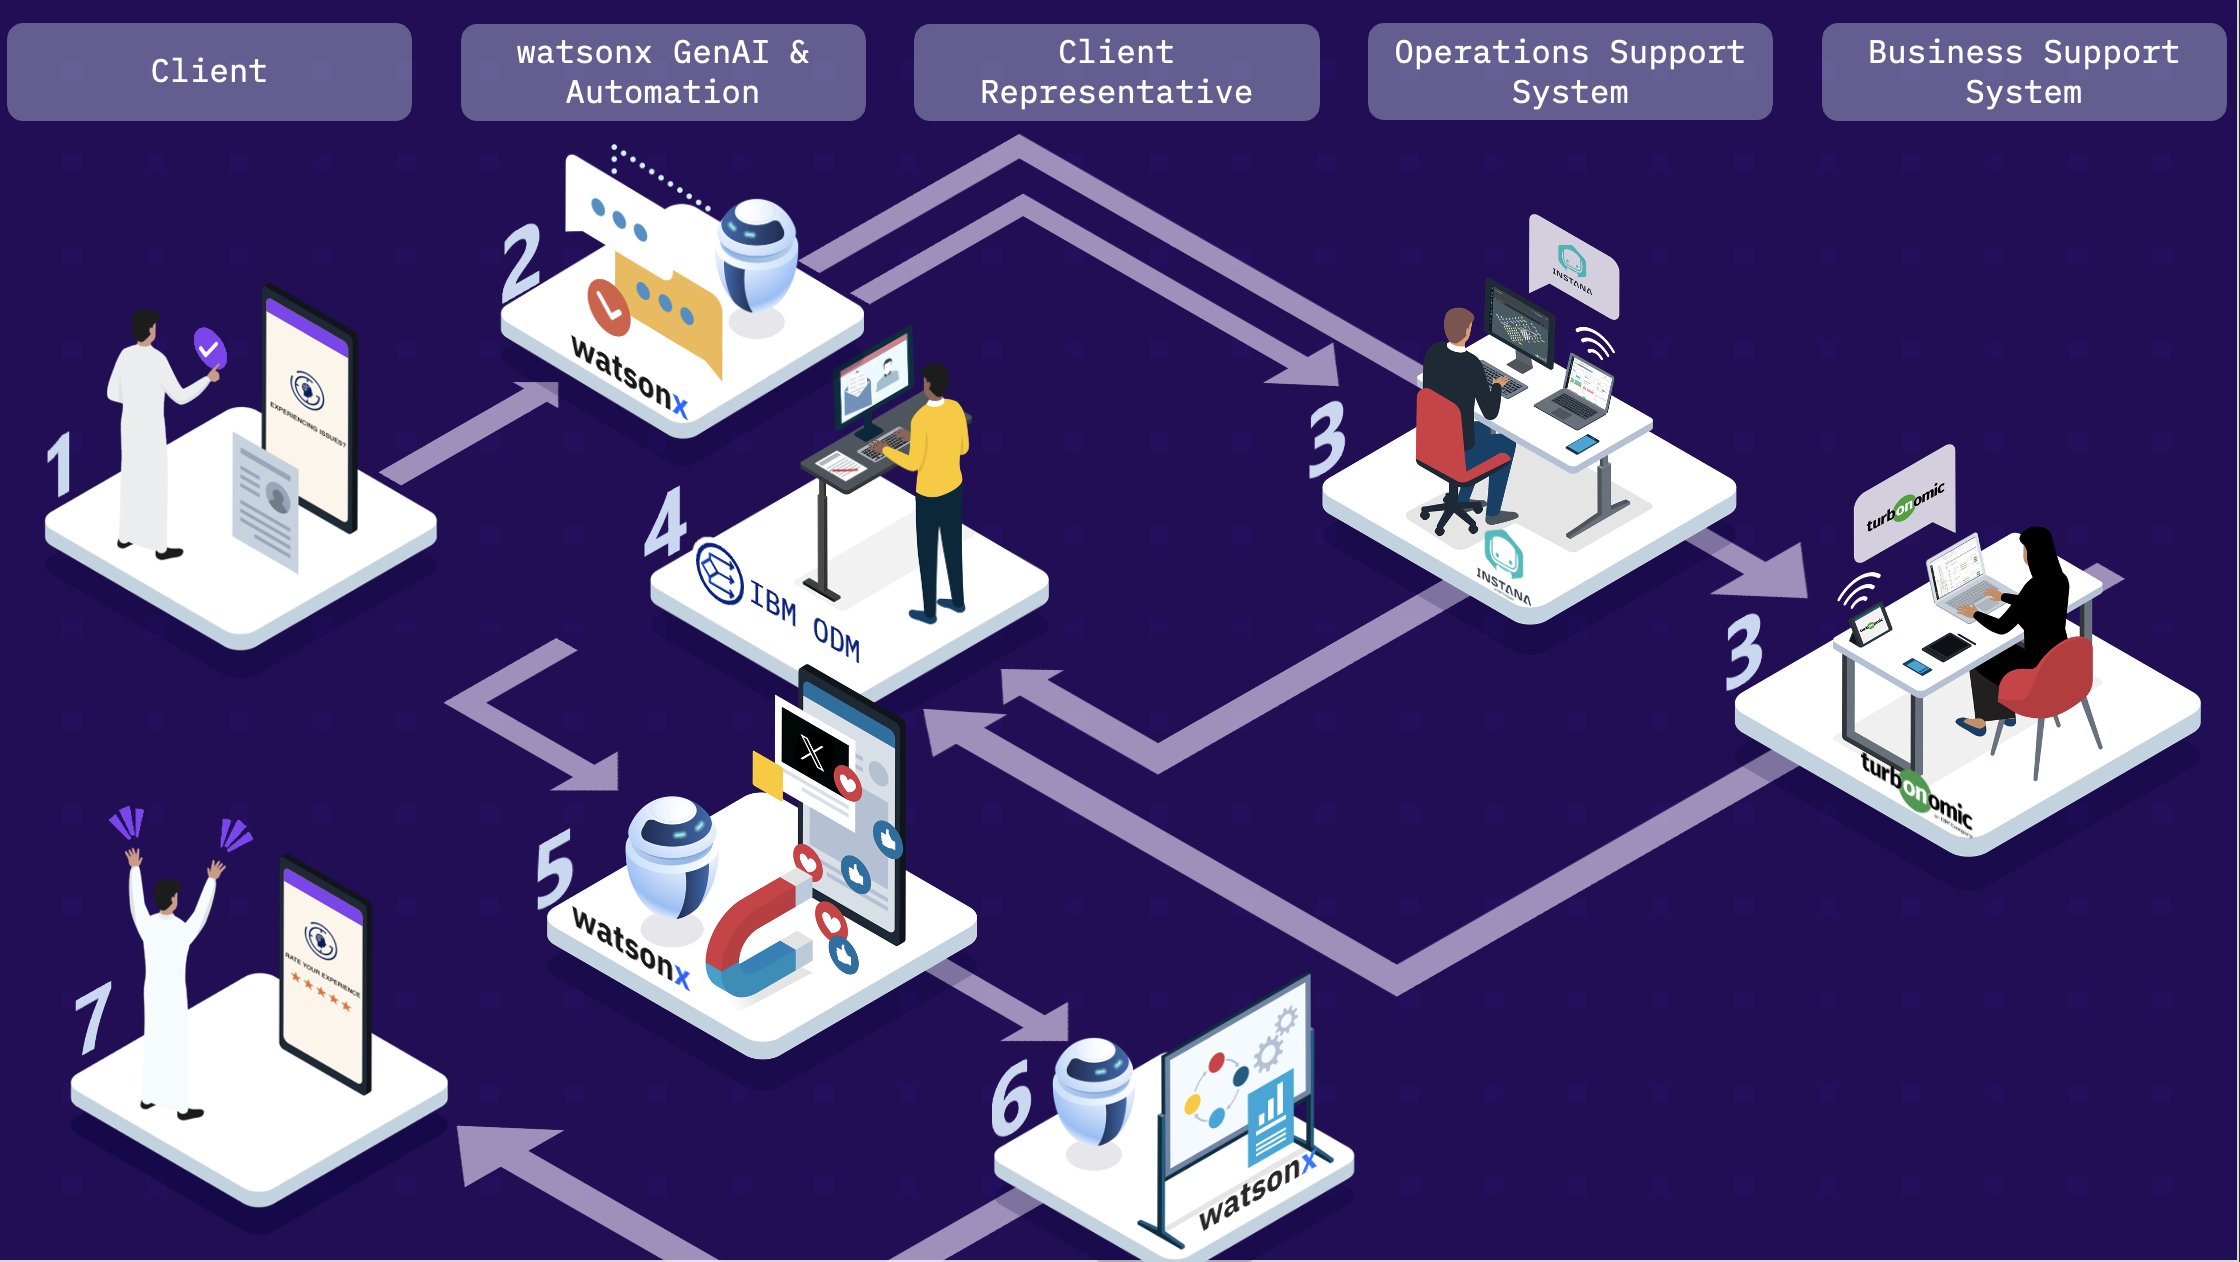 Client
watsonx GenAI &
Automation
Client
Representative
Operations Support
System
Business Support
System
1
EXPERIENCING ISSUES?
2
watsonx
3
INSTANA
INSTANA
3
turbonomic
turbonomic
turbonomic
4
IBM ODM
5
X
watsonx
6
watsonx
7
RATE YOUR EXPERIENCE